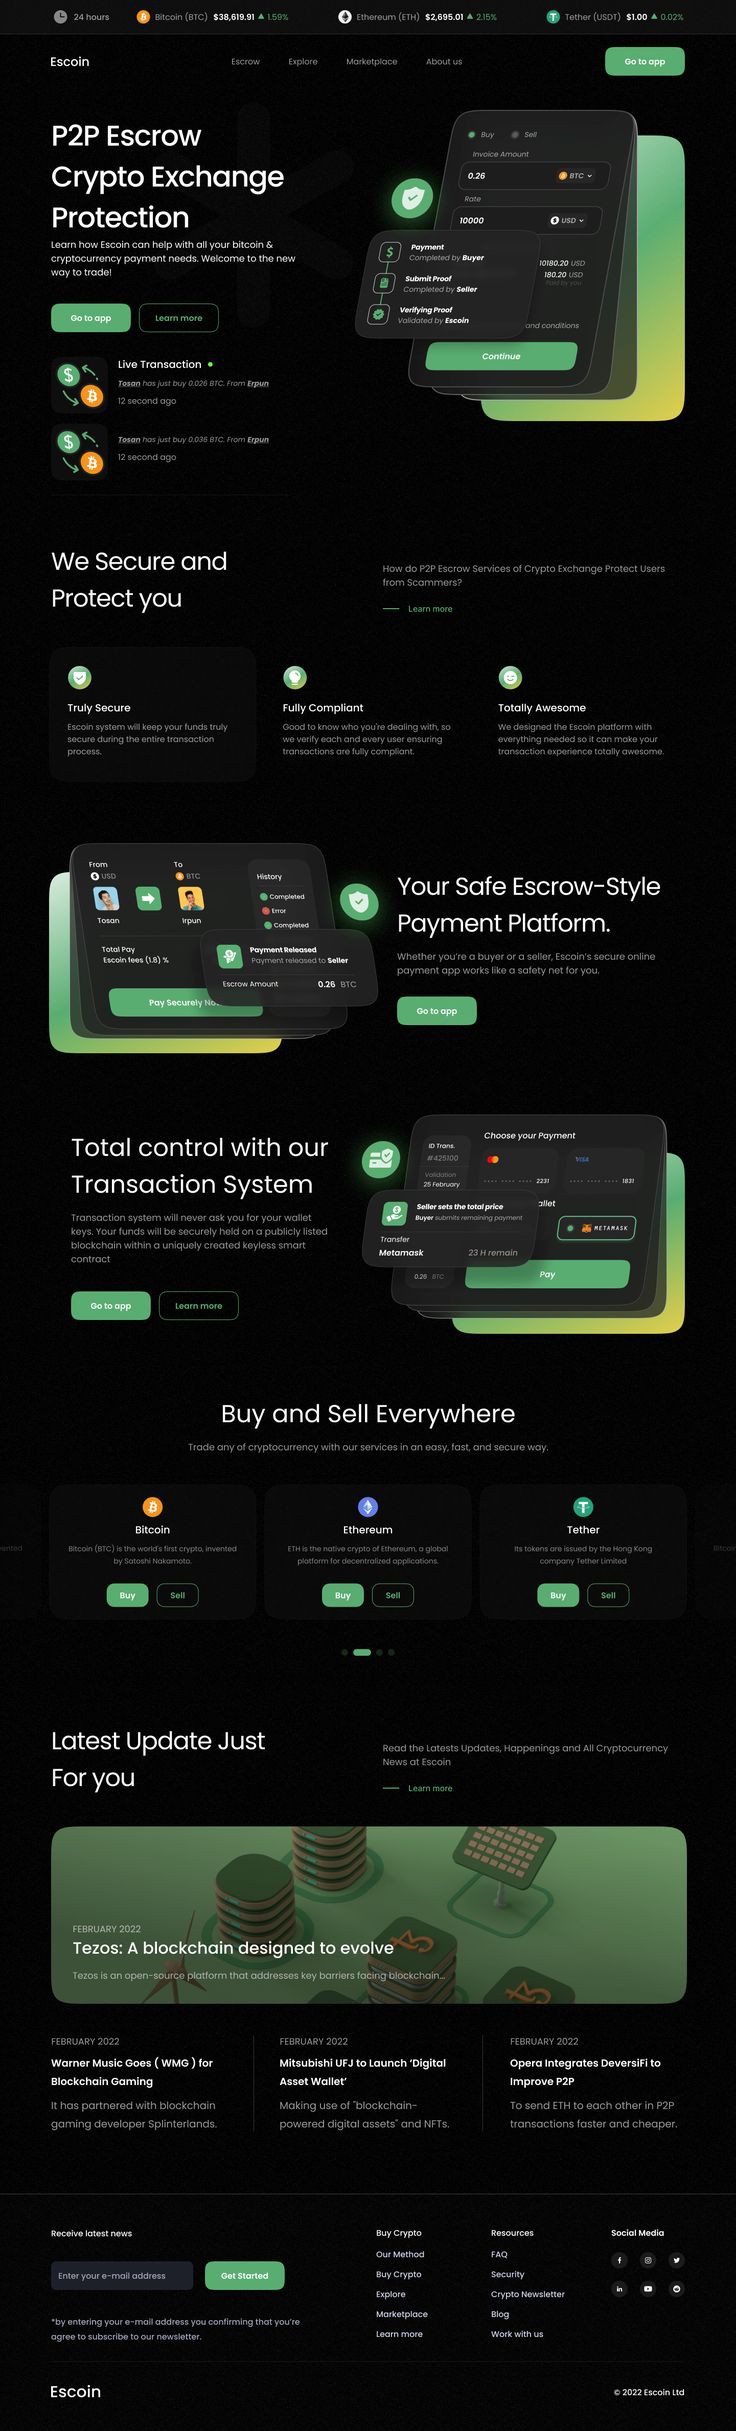 24 hours
Bitcoin (BTC) $38,619.91 1.59%
Ethereum (ETH) $2,695.01 2.15%
Tether (USDT) $1.00 0.02%
Escoin
Escrow
Explore
Marketplace
About us
Go to app
P2P Escrow
Crypto Exchange
Protection
Learn how Escoin can help with all your bitcoin &
cryptocurrency payment needs. Welcome to the new
way to trade!
Go to app
Learn more
Buy
Sell
Invoice Amount
0.26
BTC
Rate
10000
USD
Payment
Completed by Buyer
Submit Proof
Completed by Seller
Verifying Proof
Validated by Escoin
10180.20 USD
180.20 USD
Paid by you
and conditions
Continue
Live Transaction
Tosan has just buy 0.026 BTC. From Erpun
12 second ago
Tosan has just buy 0.036 BTC. From Erpun
12 second ago
We Secure and
Protect you
How do P2P Escrow Services of Crypto Exchange Protect Users
from Scammers?
Learn more
Truly Secure
Escoin system will keep your funds truly
secure during the entire transaction
process.
Fully Compliant
Good to know who you're dealing with, so
we verify each and every user ensuring
transactions are fully compliant.
Totally Awesome
We designed the Escoin platform with
everything needed so it can make your
transaction experience totally awesome.
From
USD
Tosan
To
BTC
irpun
History
Completed
Error
Completed
Total Pay
Escoin fees (1.8) %
Pay Securely No
Payment Released
Payment released to Seller
Escrow Amount 0.26 BTC
Your Safe Escrow-Style
Payment Platform.
Whether you're a buyer or a seller, Escoin's secure online
payment app works like a safety net for you.
Go to app
Total control with our
Transaction System
Transaction system will never ask you for your wallet
keys. Your funds will be securely held on a publicly listed
blockchain within a uniquely created keyless smart
contract
Go to app
Learn more
ID Trans.
#425100
Validation
25 February
Choose your Payment
2231
VISA
1831
allet
METAMASK
Seller sets the total price
Buyer submits remaining payment
Transfer
Metamask 23 H remain
0.26 BTC
Pay
Buy and Sell Everywhere
Trade any of cryptocurrency with our services in an easy, fast, and secure way.
Bitcoin
Bitcoin (BTC) is the world's first crypto, invented
by Satoshi Nakamoto.
Buy
Sell
Ethereum
ETH is the native crypto of Ethereum, a global
platform for decentralized applications.
Buy
Sell
Tether
Its tokens are issued by the Hong Kong
company Tether Limited
Buy
Sell
Latest Update Just
For you
Read the Latests Updates, Happenings and All Cryptocurrency
News at Escoin
Learn more
FEBRUARY 2022
Tezos: A blockchain designed to evolve
Tezos is an open-source platform that addresses key barriers facing blockchain...
FEBRUARY 2022
Warner Music Goes ( WMG ) for
Blockchain Gaming
It has partnered with blockchain
gaming developer Splinterlands.
FEBRUARY 2022
Mitsubishi UFJ to Launch ‘Digital
Asset Wallet’
Making use of "blockchain-
powered digital assets" and NFTs.
FEBRUARY 2022
Opera Integrates DeversiFi to
Improve P2P
To send ETH to each other in P2P
transactions faster and cheaper.
Receive latest news
Enter your e-mail address
Get Started
*by entering your e-mail address you confirming that you're
agree to subscribe to our newsletter.
Buy Crypto
Our Method
Buy Crypto
Explore
Marketplace
Learn more
Resources
FAQ
Security
Crypto Newsletter
Blog
Work with us
Social Media
Escoin
© 2022 Escoin Ltd